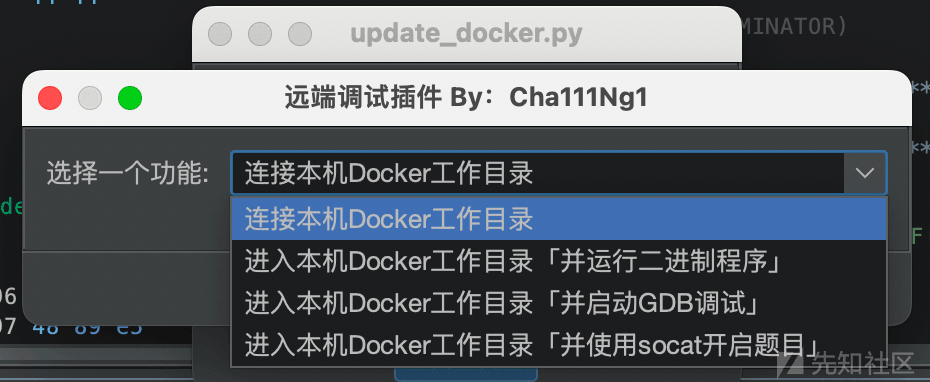 MINATOR)
update_docker.py
远端调试插件 By：Cha111Ng1
**
选择一个功能:
连接本机Docker工作目录
**
de
连接本机Docker工作目录
F
进入本机Docker工作目录「并运行二进制程序」
06
进入本机Docker工作目录「并启动GDB调试」
07 48 89 e5
进入本机Docker工作目录「并使用socat开启题目」
先知社区